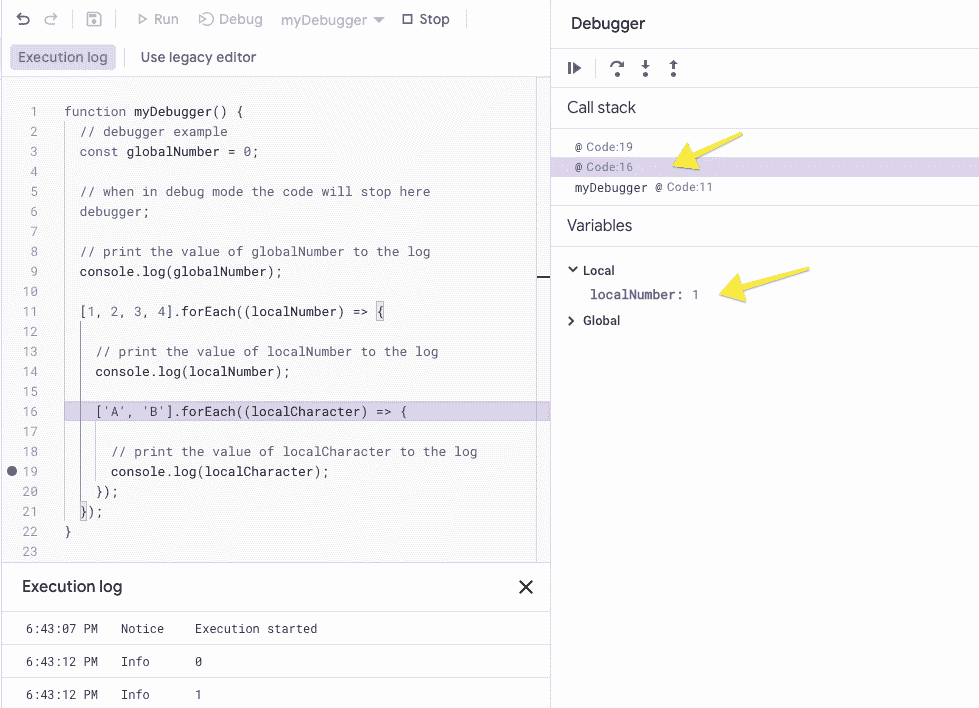 Run Debug myDebugger Stop
Execution log Use legacy editor
1 function myDebugger() {
2 // debugger example
3 const globalNumber = 0;
4
5 // when in debug mode the code will stop here
6 debugger;
7
8 // print the value of globalNumber to the log
9 console.log(globalNumber);
10
11 [1, 2, 3, 4].forEach((localNumber) => {
12
13 // print the value of localNumber to the log
14 console.log(localNumber);
15
16 ['A', 'B'].forEach((localCharacter) => {
17
18 // print the value of localCharacter to the log
19 console.log(localCharacter);
20 });
21 });
22 }
23
Execution log
6:43:07 PM Notice Execution started
6:43:12 PM Info 0
6:43:12 PM Info 1
Debugger
Call stack
@ Code:19
@ Code:16
myDebugger @ Code:11
Variables
Local
localNumber: 1
Global